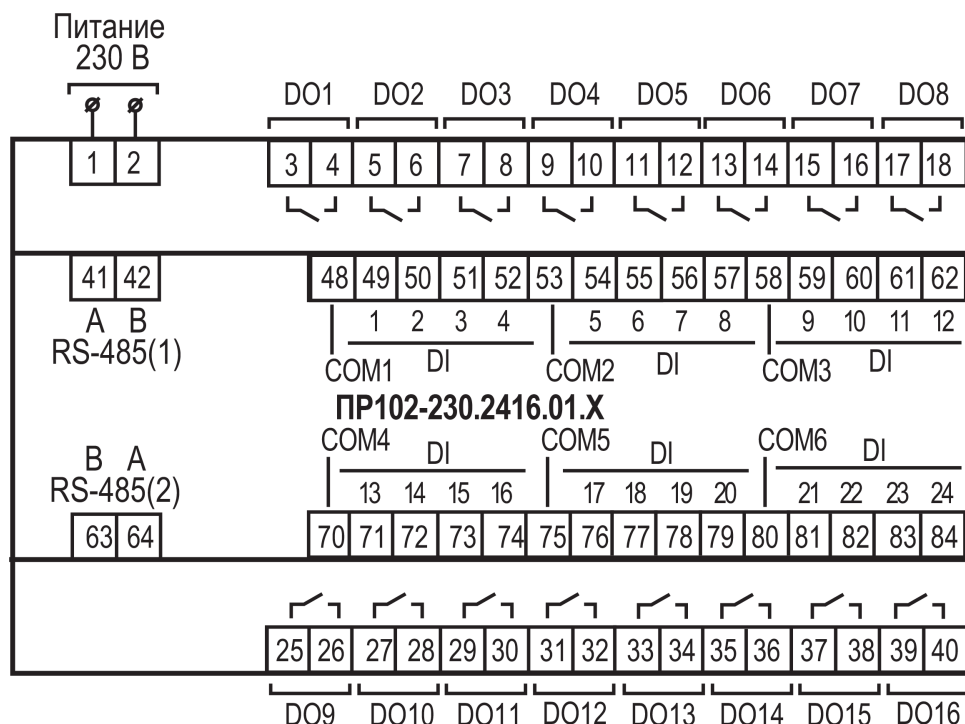 Питание
230 В
DO1 DO2 DO3 DO4 DO5 DO6 DO7 DO8
1 2 3 4 5 6 7 8 9 10 11 12 13 14 15 16 17 18
41 42 48 49 50 51 52 53 54 55 56 57 58 59 60 61 62
A B 1 2 3 4 5 6 7 8 9 10 11 12
RS-485(1) COM1 DI COM2 DI COM3 DI
ПР102-230.2416.01.X
COM4 DI COM5 DI COM6 DI
B A 13 14 15 16 17 18 19 20 21 22 23 24
RS-485(2)
63 64 70 71 72 73 74 75 76 77 78 79 80 81 82 83 84
25 26 27 28 29 30 31 32 33 34 35 36 37 38 39 40
DO9 DO10 DO11 DO12 DO13 DO14 DO15 DO16